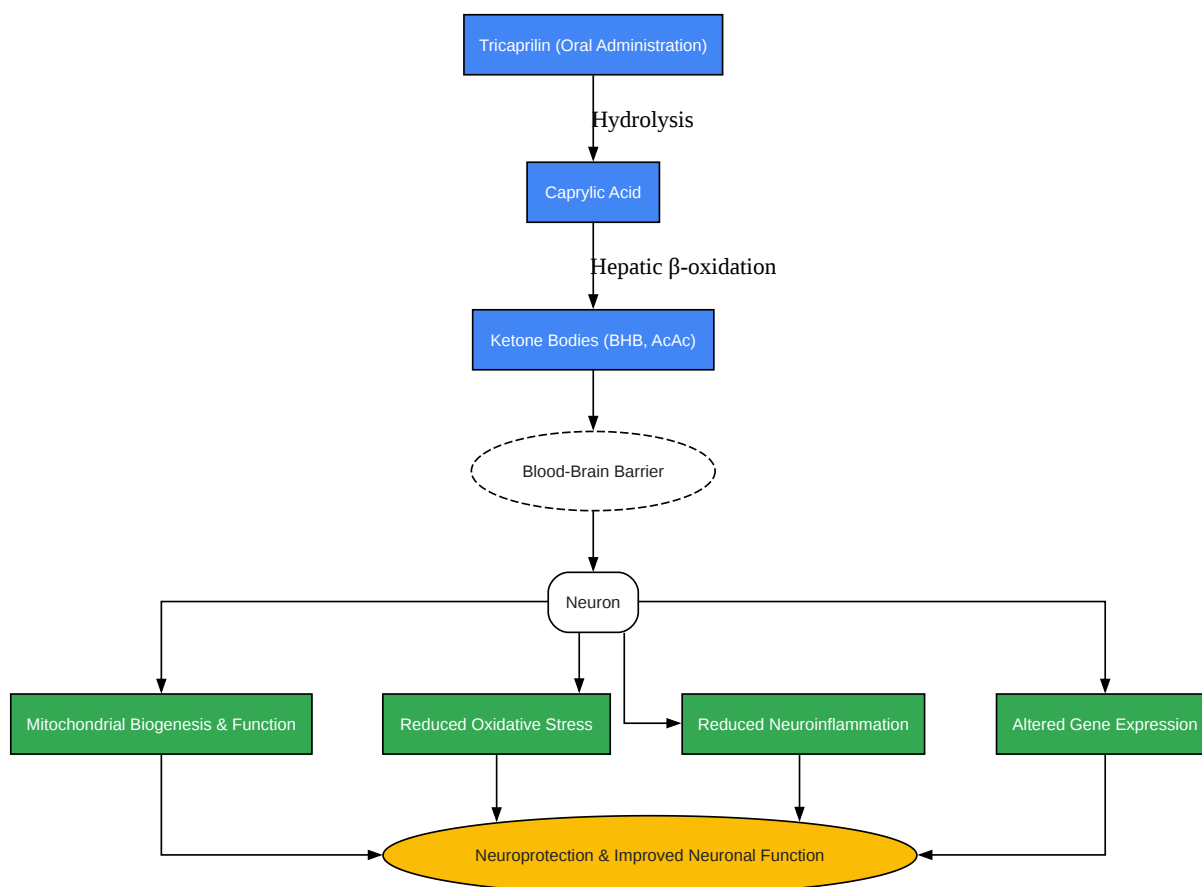 Tricaprilin (Oral Administration)
Hydrolysis
Caprylic Acid
Hepatic β-oxidation
Ketone Bodies (BHB, AcAc)
Blood-Brain Barrier
Neuron
Mitochondrial Biogenesis & Function
Reduced Oxidative Stress
Reduced Neuroinflammation
Altered Gene Expression
Neuroprotection & Improved Neuronal Function